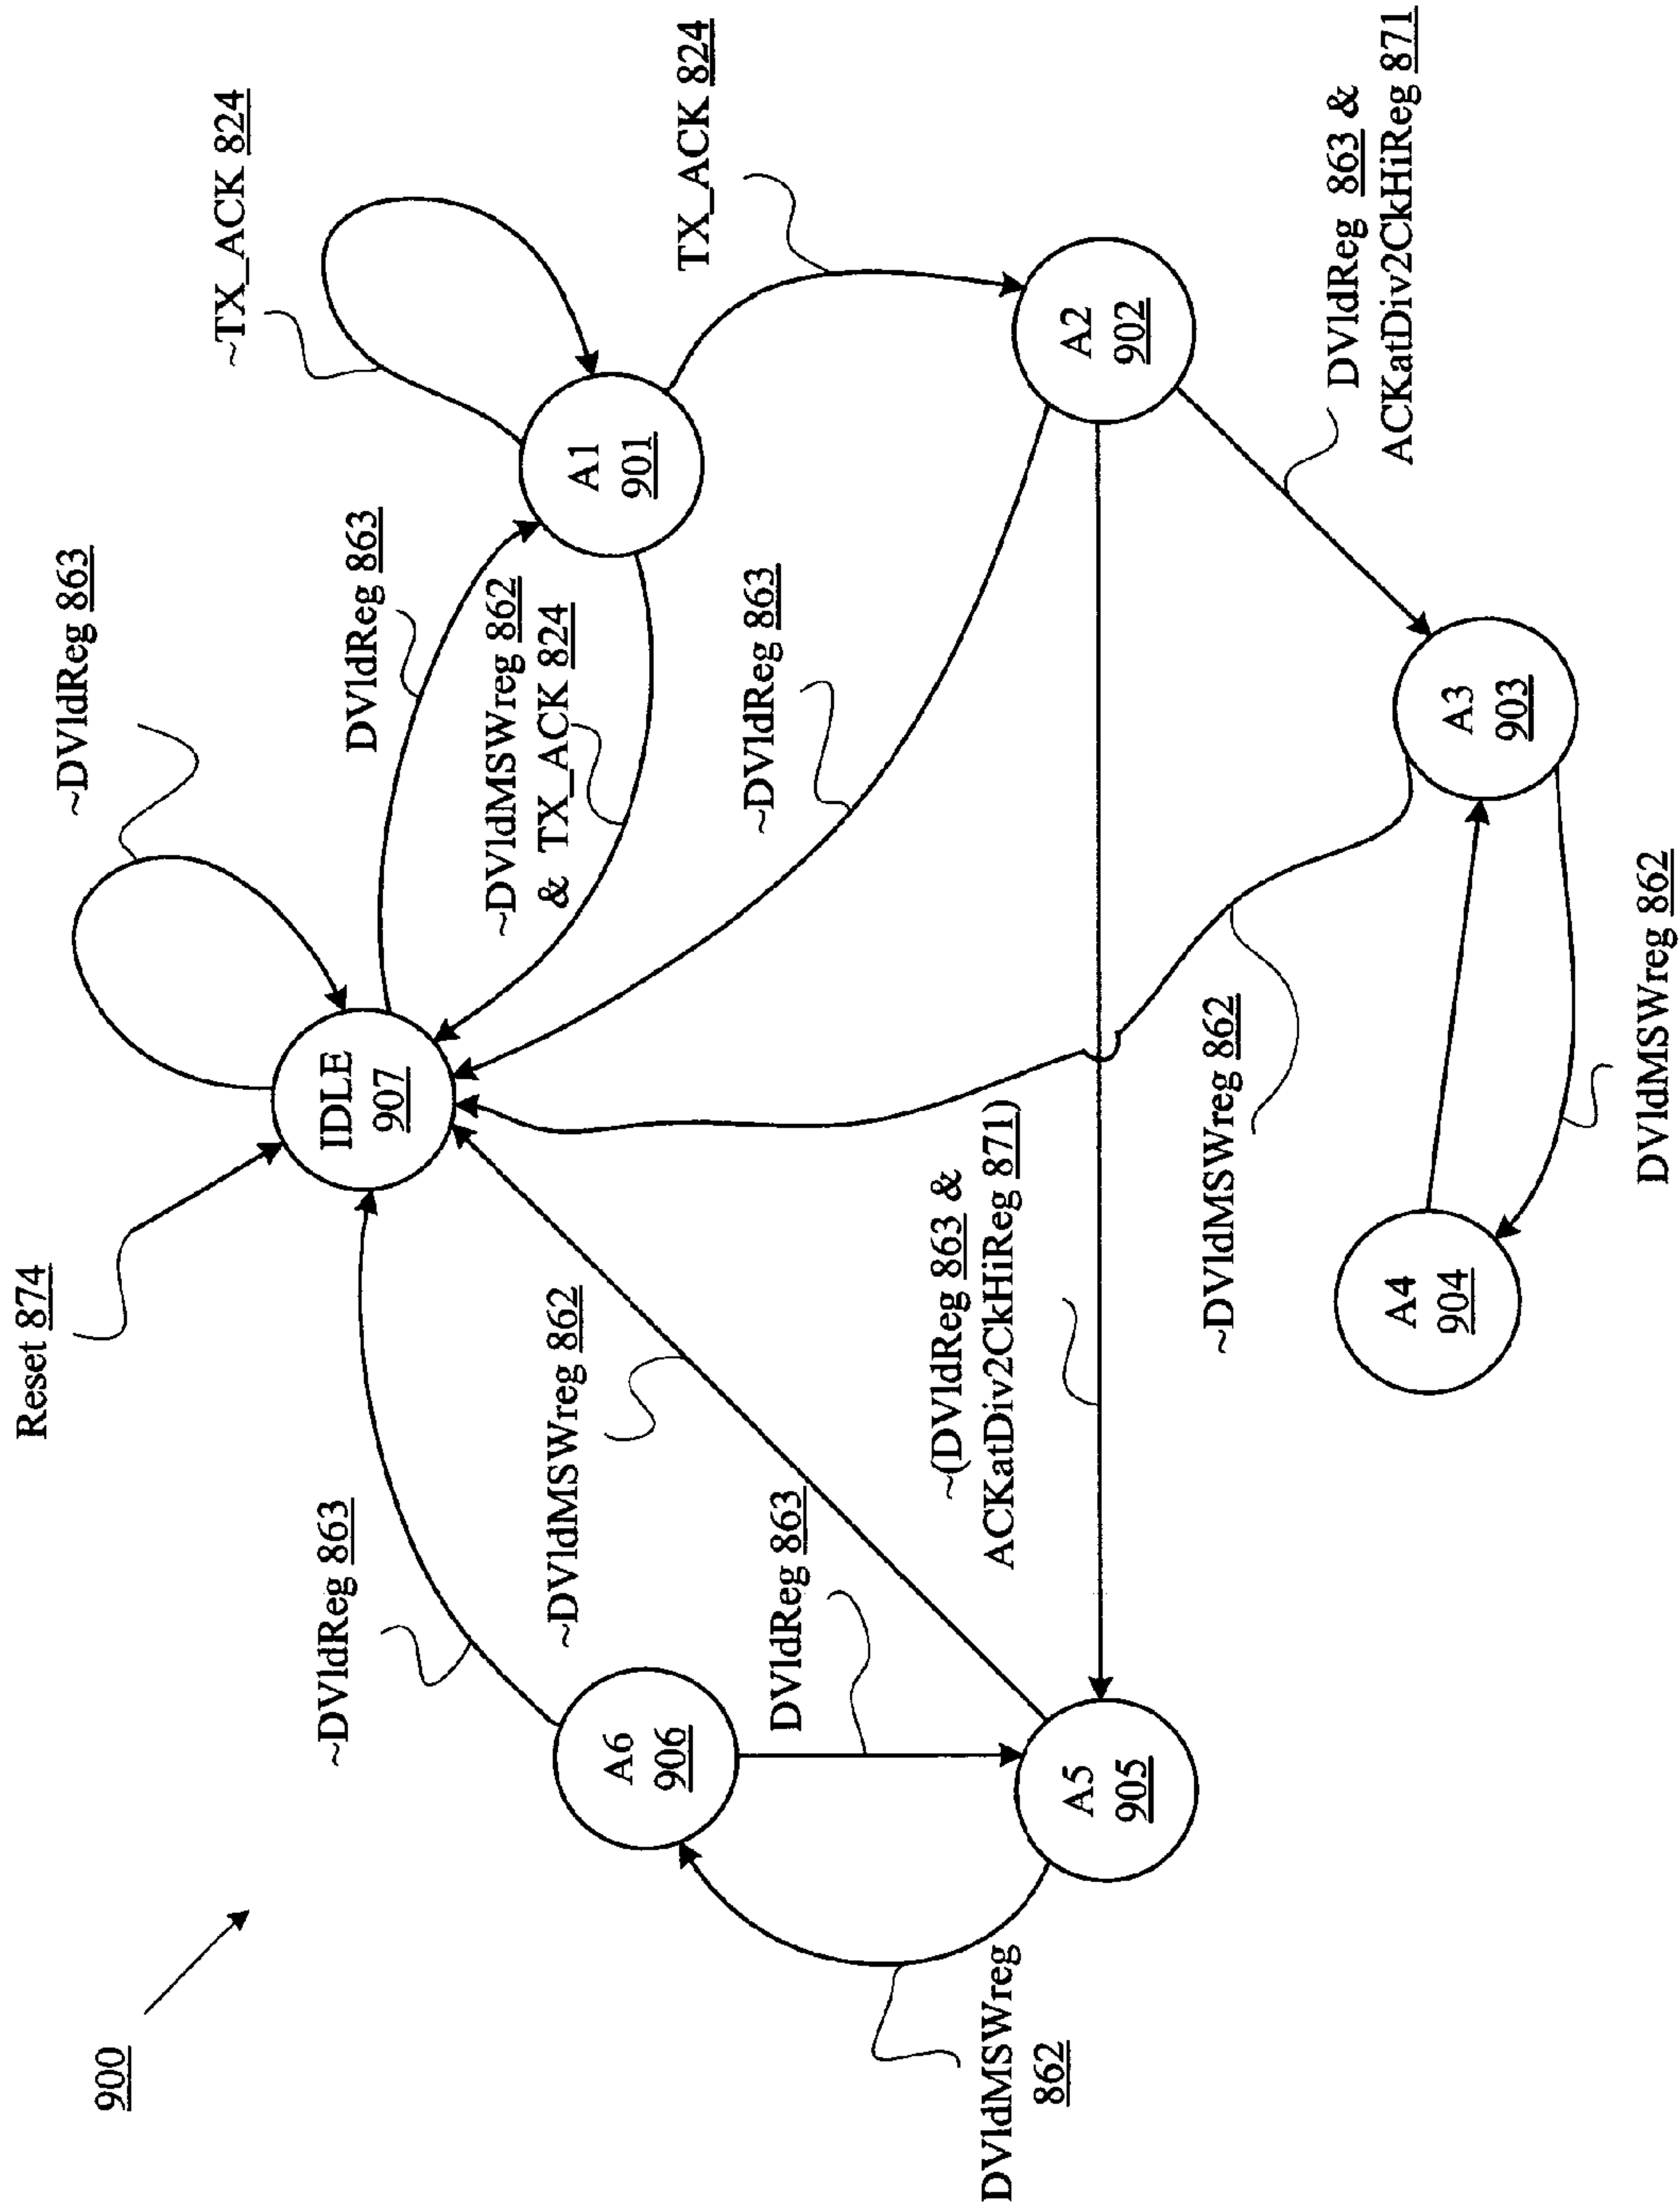 900
Reset 874
~DVldReg 863
~TX_ACK 824
DVldReg 863
~DVldReg 863
IDLE
907
~DVldMSWreg 862
& TX_ACK 824
A1
901
TX_ACK 824
~DVldMSWreg 862
A6
906
DVldReg 863
~DVldReg 863
~(DVldReg 863 &
ACKatDiv2CkHiReg 871)
A2
902
DVldMSWreg
862
A5
905
~DVldMSWreg 862
DVldReg 863 &
ACKatDiv2CkHiReg 871
A4
904
A3
903
DVldMSWreg 862